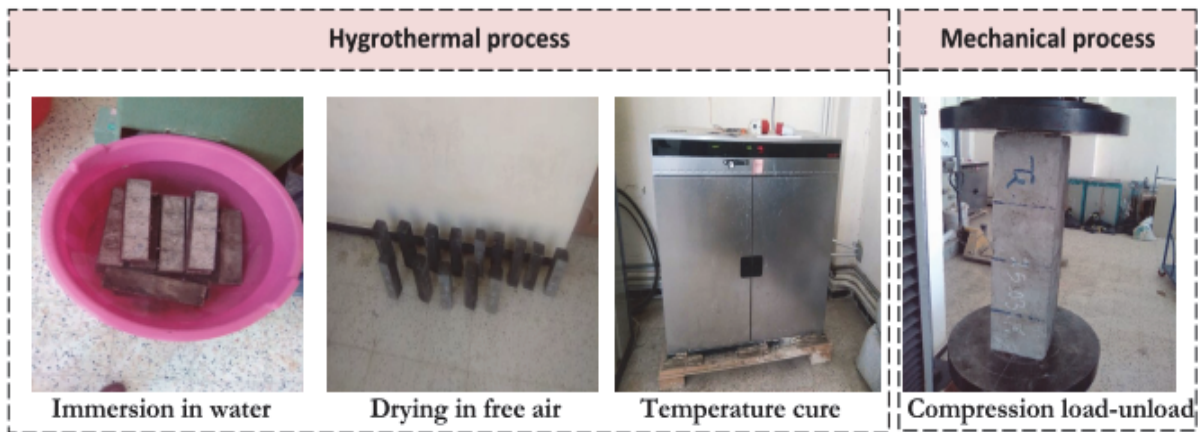 Hygrothermal process
Mechanical process
Immersion in water
Drying in free air
Temperature cure
Compression load-unload